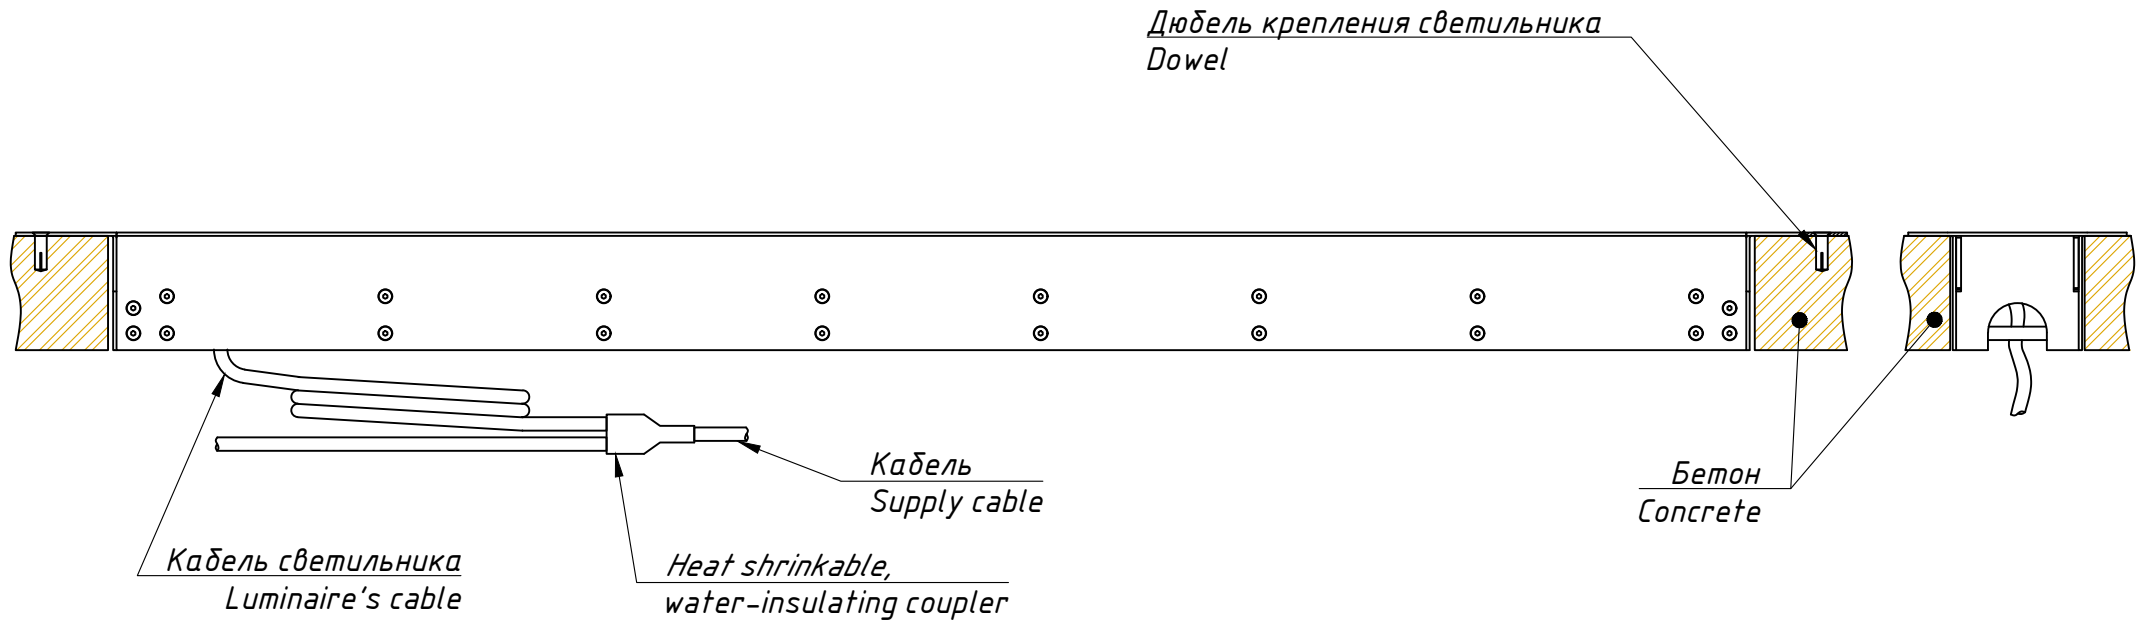 Дюбель крепления светильника
Dowel
Кабель
Supply cable
Бетон
Concrete
Кабель светильника
Luminaire's cable
Heat shrinkable,
water-insulating coupler